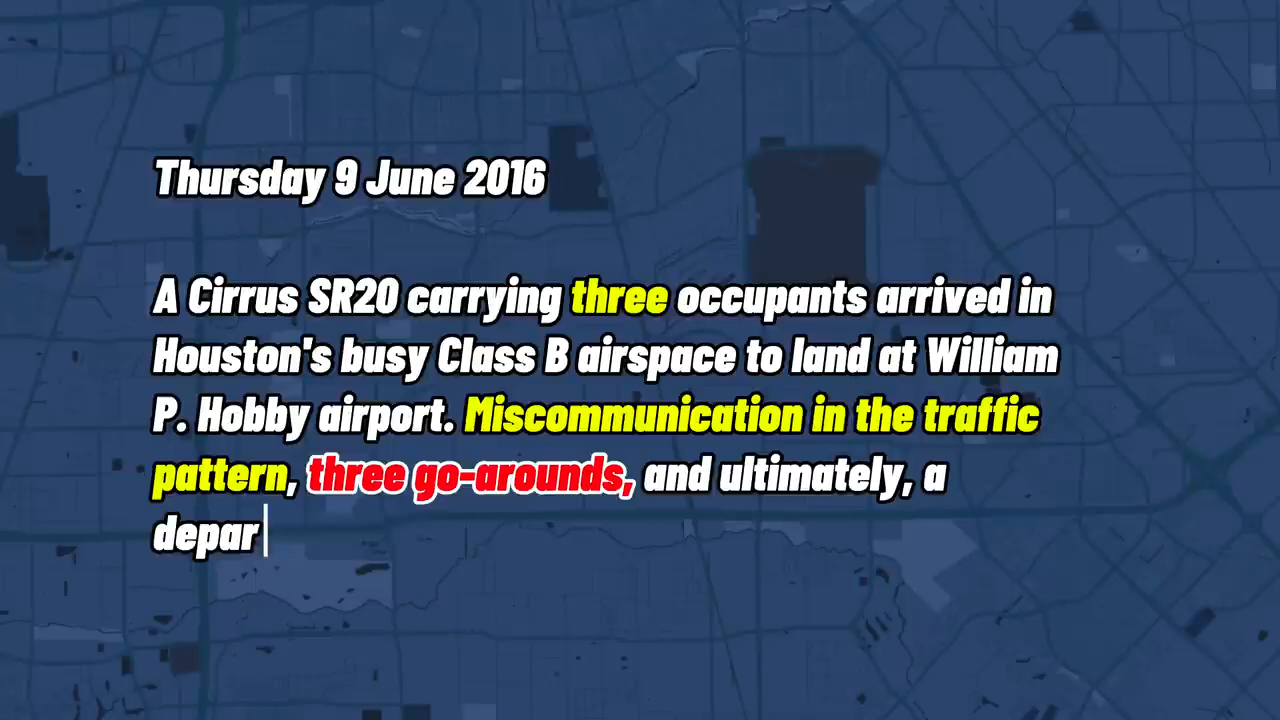 Thursday 9 June 2016
A Cirrus SR20 carrying three occupants arrived in
Houston's busy Class B airspace to land at William
P. Hobby airport. Miscommunication in the traffic
pattern, three go-arounds, and ultimately, a
depar